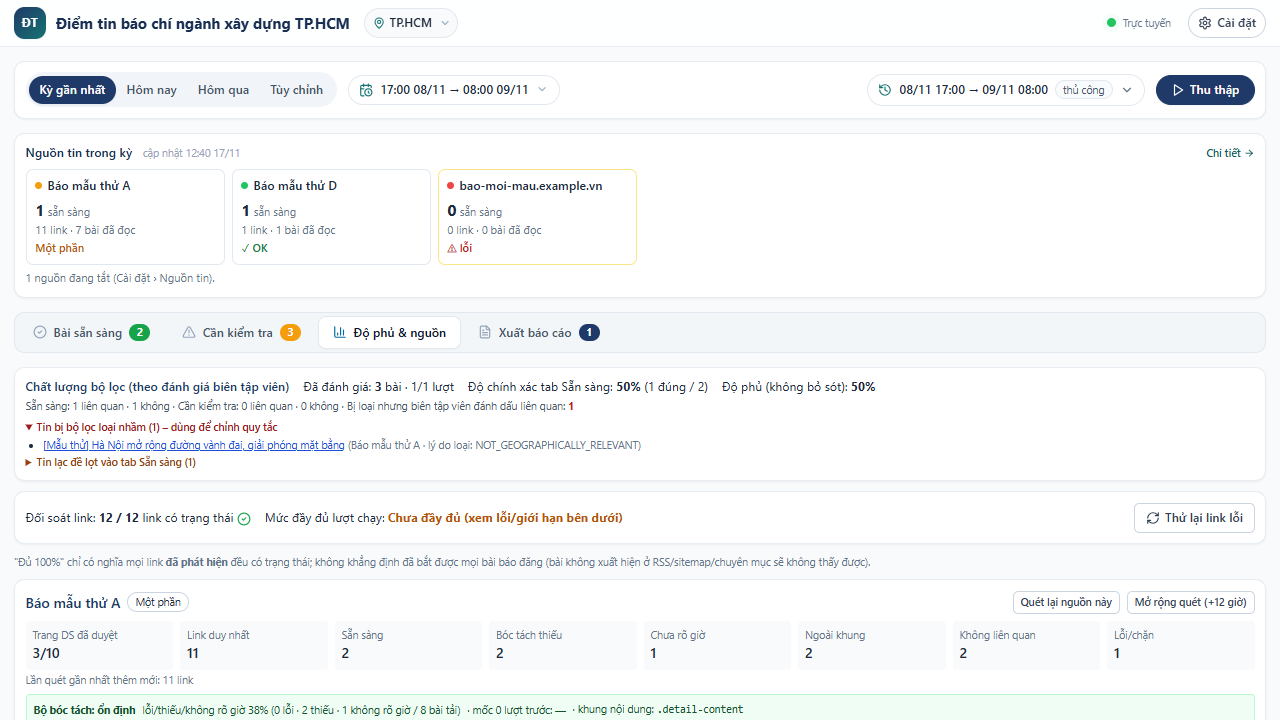 ĐT Điểm tin báo chí ngành xây dựng TP.HCM TP.HCM Trực tuyến Cài đặt
Kỳ gần nhất Hôm nay Hôm qua Tùy chỉnh 17:00 08/11 → 08:00 09/11 08/11 17:00 → 09/11 08:00 thủ công Thu thập
Nguồn tin trong kỳ cập nhật 12:40 17/11 Chi tiết →
Báo mẫu thử A
1 sẵn sàng
11 link · 7 bài đã đọc
Một phần
Báo mẫu thử D
1 sẵn sàng
1 link · 1 bài đã đọc
✓ OK
bao-moi-mau.example.vn
0 sẵn sàng
0 link · 0 bài đã đọc
⚠ lỗi
1 nguồn đang tắt (Cài đặt › Nguồn tin).
Bài sẵn sàng 2 Cần kiểm tra 3 Độ phủ & nguồn Xuất báo cáo 1
Chất lượng bộ lọc (theo đánh giá biên tập viên) Đã đánh giá: 3 bài · 1/1 lượt Độ chính xác tab Sẵn sàng: 50% (1 đúng / 2) Độ phủ (không bỏ sót): 50%
Sẵn sàng: 1 liên quan · 1 không · Cần kiểm tra: 0 liên quan · 0 không · Bị loại nhưng biên tập viên đánh dấu liên quan: 1
▼ Tin bị bộ lọc loại nhầm (1) – dùng để chỉnh quy tắc
• [Mẫu thử] Hà Nội mở rộng đường vành đai, giải phóng mặt bằng (Báo mẫu thử A · lý do loại: NOT_GEOGRAPHICALLY_RELEVANT)
▶ Tin lạc đề lọt vào tab Sẵn sàng (1)
Đối soát link: 12 / 12 link có trạng thái Mức đầy đủ lượt chạy: Chưa đầy đủ (xem lỗi/giới hạn bên dưới) Thử lại link lỗi
"Đủ 100%" chỉ có nghĩa mọi link đã phát hiện đều có trạng thái; không khẳng định đã bắt được mọi bài báo đăng (bài không xuất hiện ở RSS/sitemap/chuyên mục sẽ không thấy được).
Báo mẫu thử A Một phần Quét lại nguồn này Mở rộng quét (+12 giờ)
Trang DS đã duyệt Link duy nhất Sẵn sàng Bóc tách thiếu Chưa rõ giờ Ngoài khung Không liên quan Lỗi/chặn
3/10 11 2 2 1 2 2 1
Lần quét gần nhất thêm mới: 11 link
Bộ bóc tách: ổn định lỗi/thiếu/không rõ giờ 38% (0 lỗi · 2 thiếu · 1 không rõ giờ / 8 bài tải) · mốc 0 lượt trước: — · khung nội dung: .detail-content